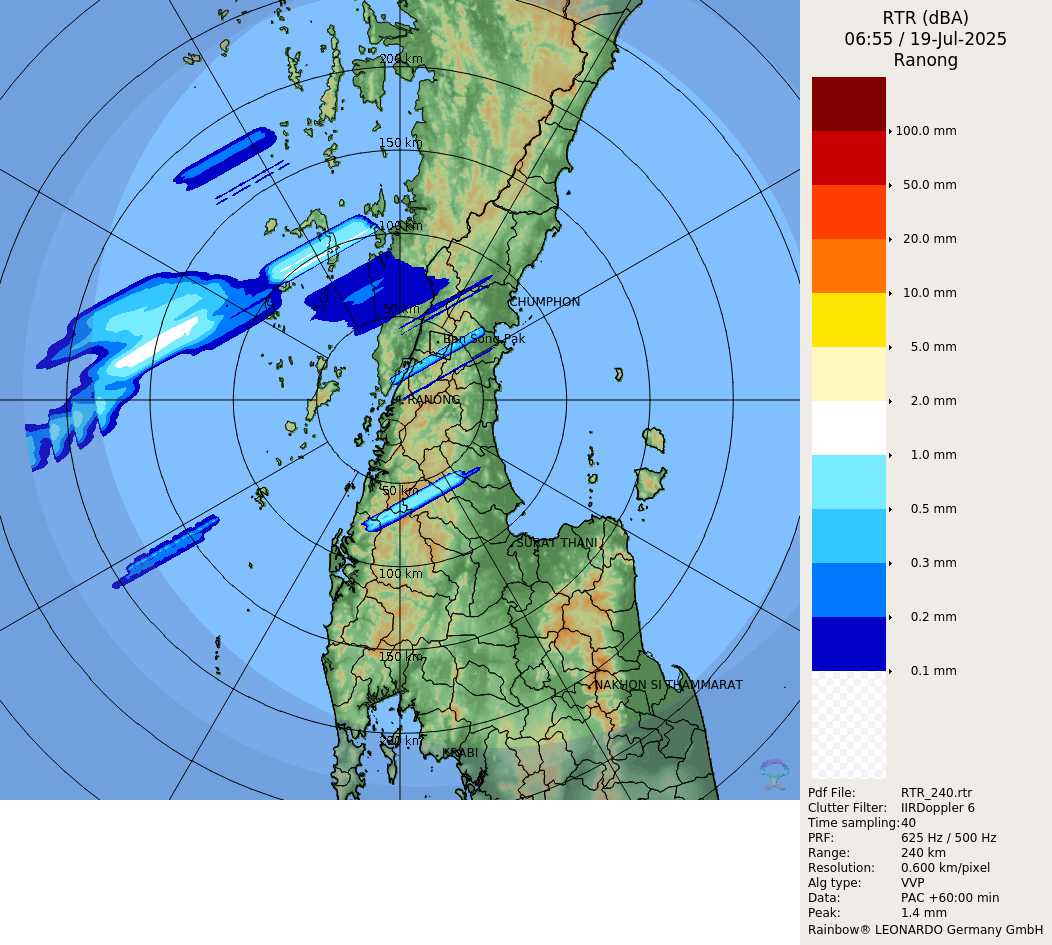 RTR (dBA)
06:55 / 19-Jul-2025
Ranong
100.0 mm
50.0 mm
20.0 mm
10.0 mm
5.0 mm
2.0 mm
1.0 mm
0.5 mm
0.3 mm
0.2 mm
0.1 mm
200 km
150 km
100 km
50 km
CHUMPHON
Ban Song Pak
RANONG
50 km
SURAT THANI
100 km
150 km
NAKHON SI THAMMARAT
200 km
KRABI
Pdf File: RTR_240.rtr
Clutter Filter: IIRDoppler 6
Time sampling:40
PRF: 625 Hz / 500 Hz
Range: 240 km
Resolution: 0.600 km/pixel
Alg type: VVP
Data: PAC +60:00 min
Peak: 1.4 mm
Rainbow® LEONARDO Germany GmbH